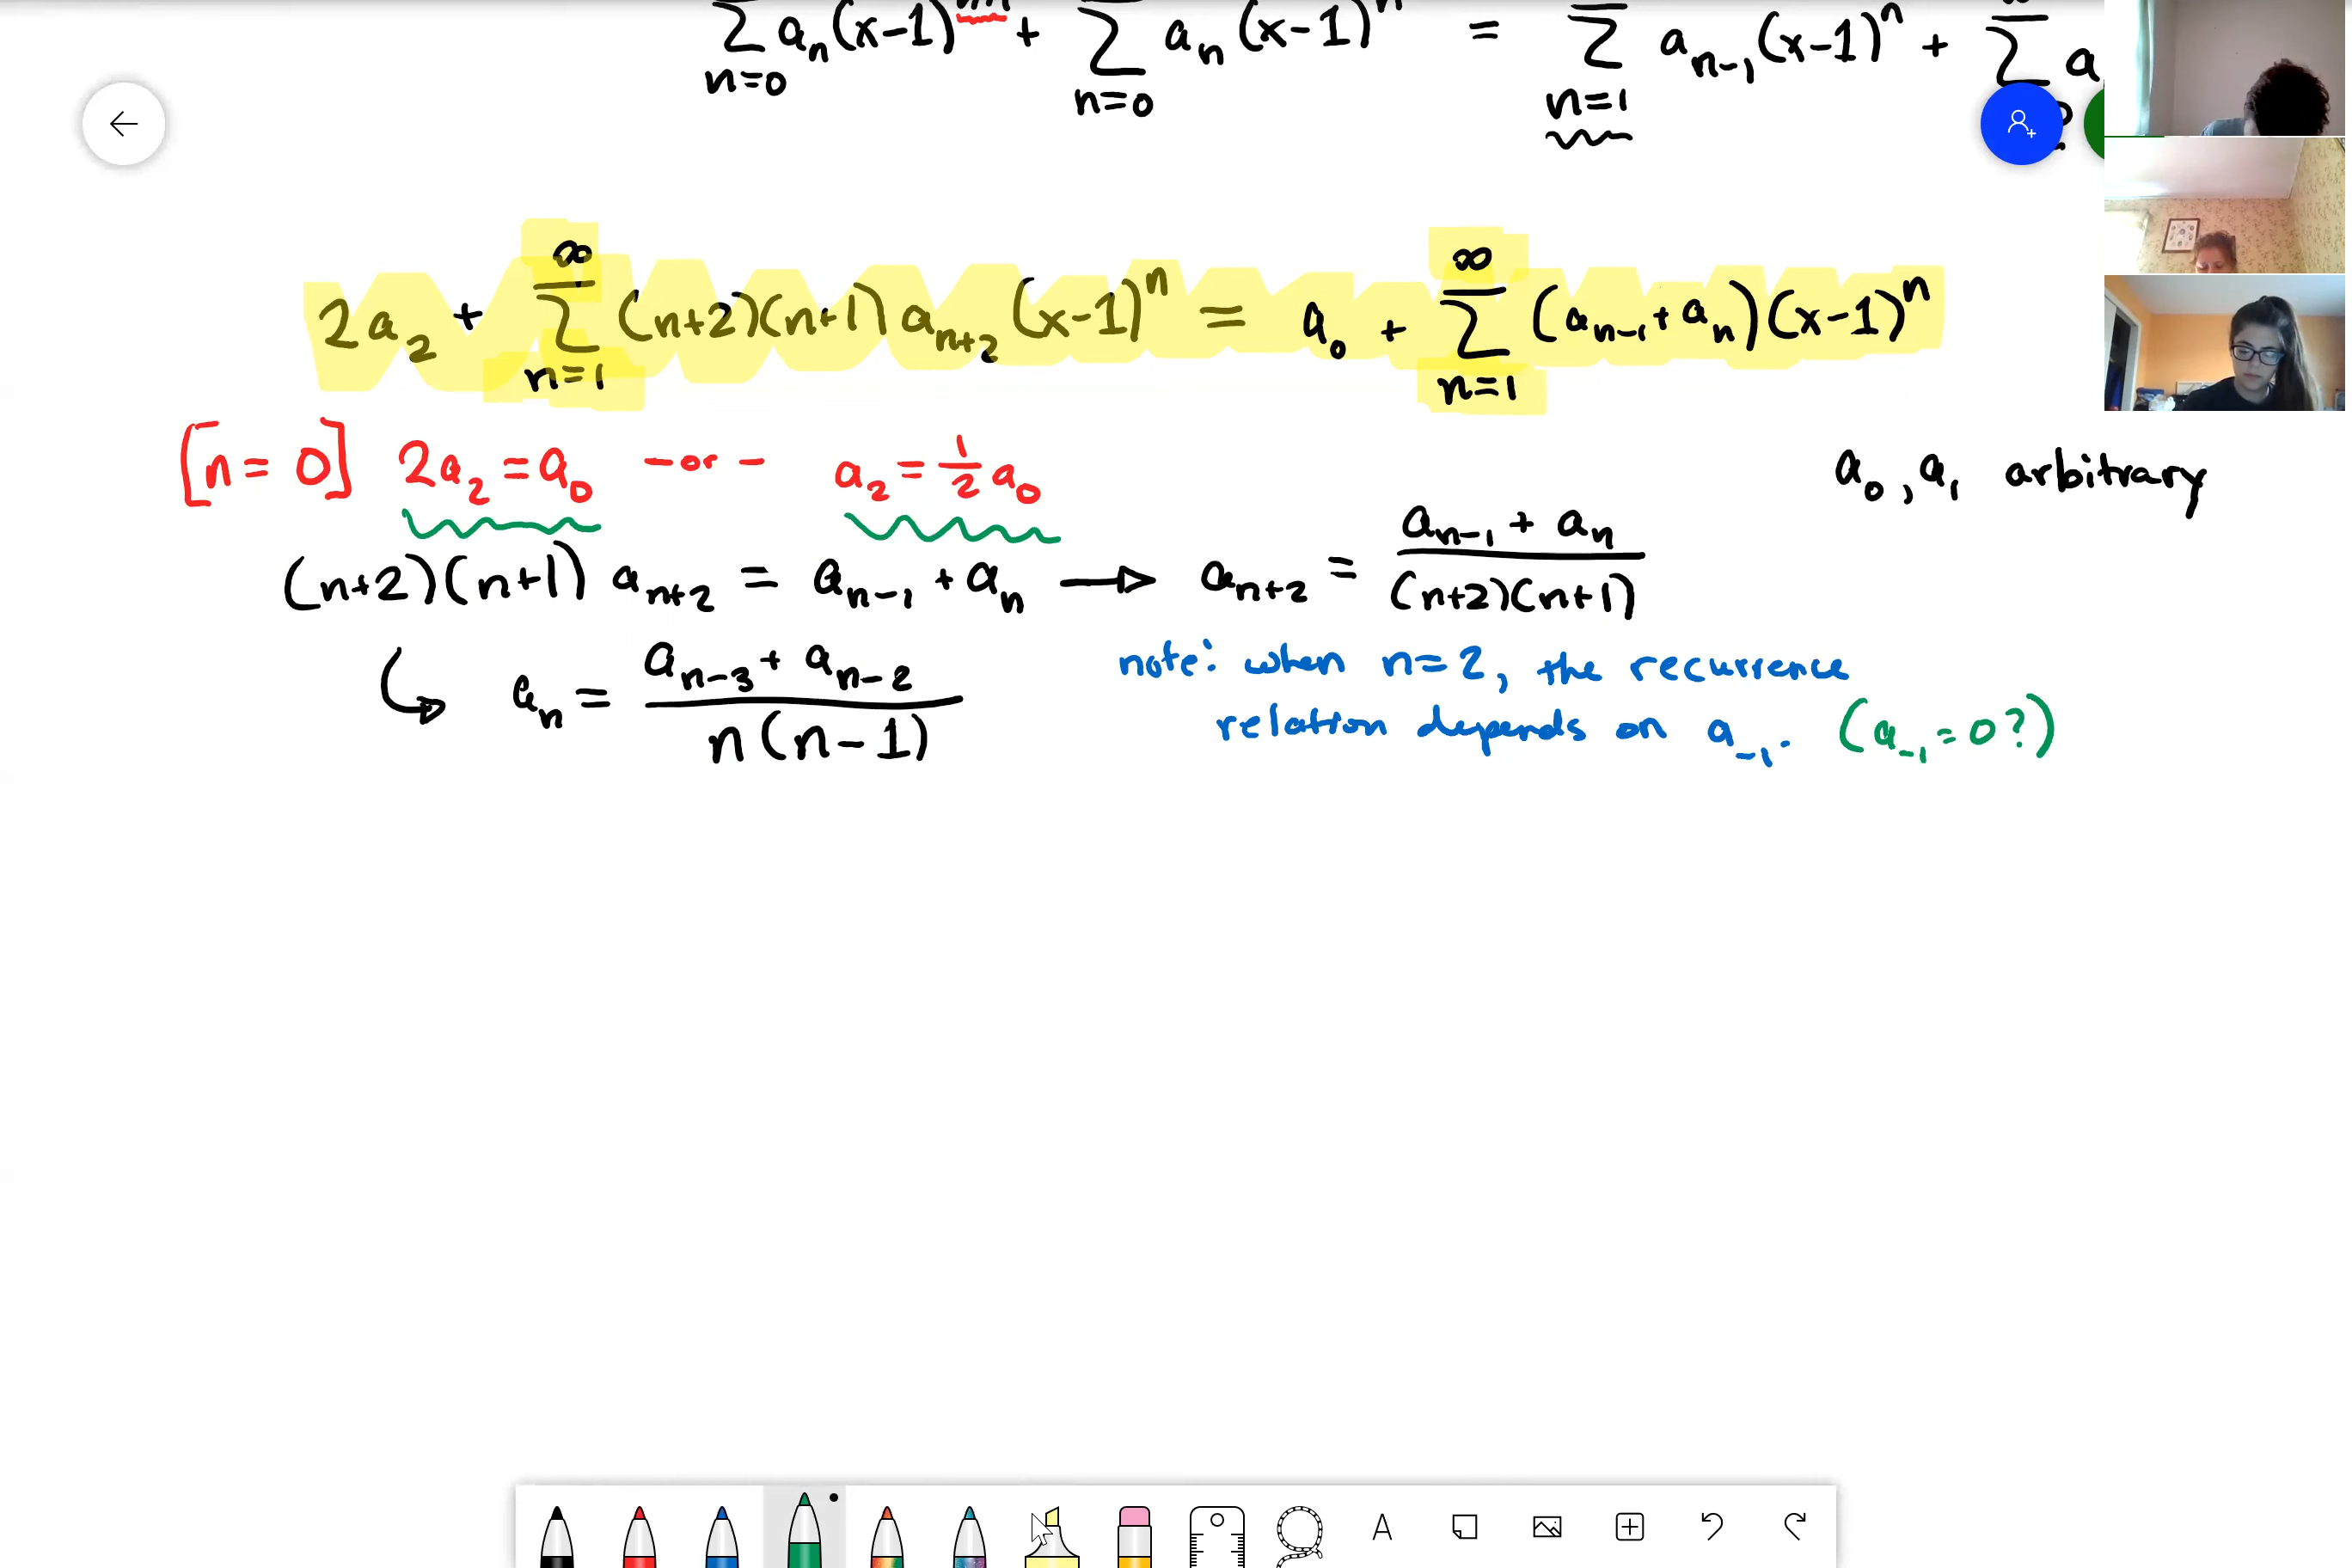 ∑ n=0 aₙ(x-1) + ∑ n=0 aₙ(x-1)ⁿ = ∑ n=1 aₙ₋₁(x-1)ⁿ + ∑ a
2a₂ + ∑ n=1 ∞ (n+2)(n+1)aₙ₊₂(x-1)ⁿ = a₀ + ∑ n=1 ∞ (aₙ₋₁+aₙ)(x-1)ⁿ
[n=0] 2a₂=a₀ -or- a₂=½a₀
a₀, a₁ arbitrary
(n+2)(n+1)aₙ₊₂ = aₙ₋₁+aₙ → aₙ₊₂ = (aₙ₋₁ + aₙ)/((n+2)(n+1))
↳ aₙ = (aₙ₋₃ + aₙ₋₂)/(n(n-1))
note: when n=2, the recurrence
relation depends on a₋₁. (a₋₁=0?)
A